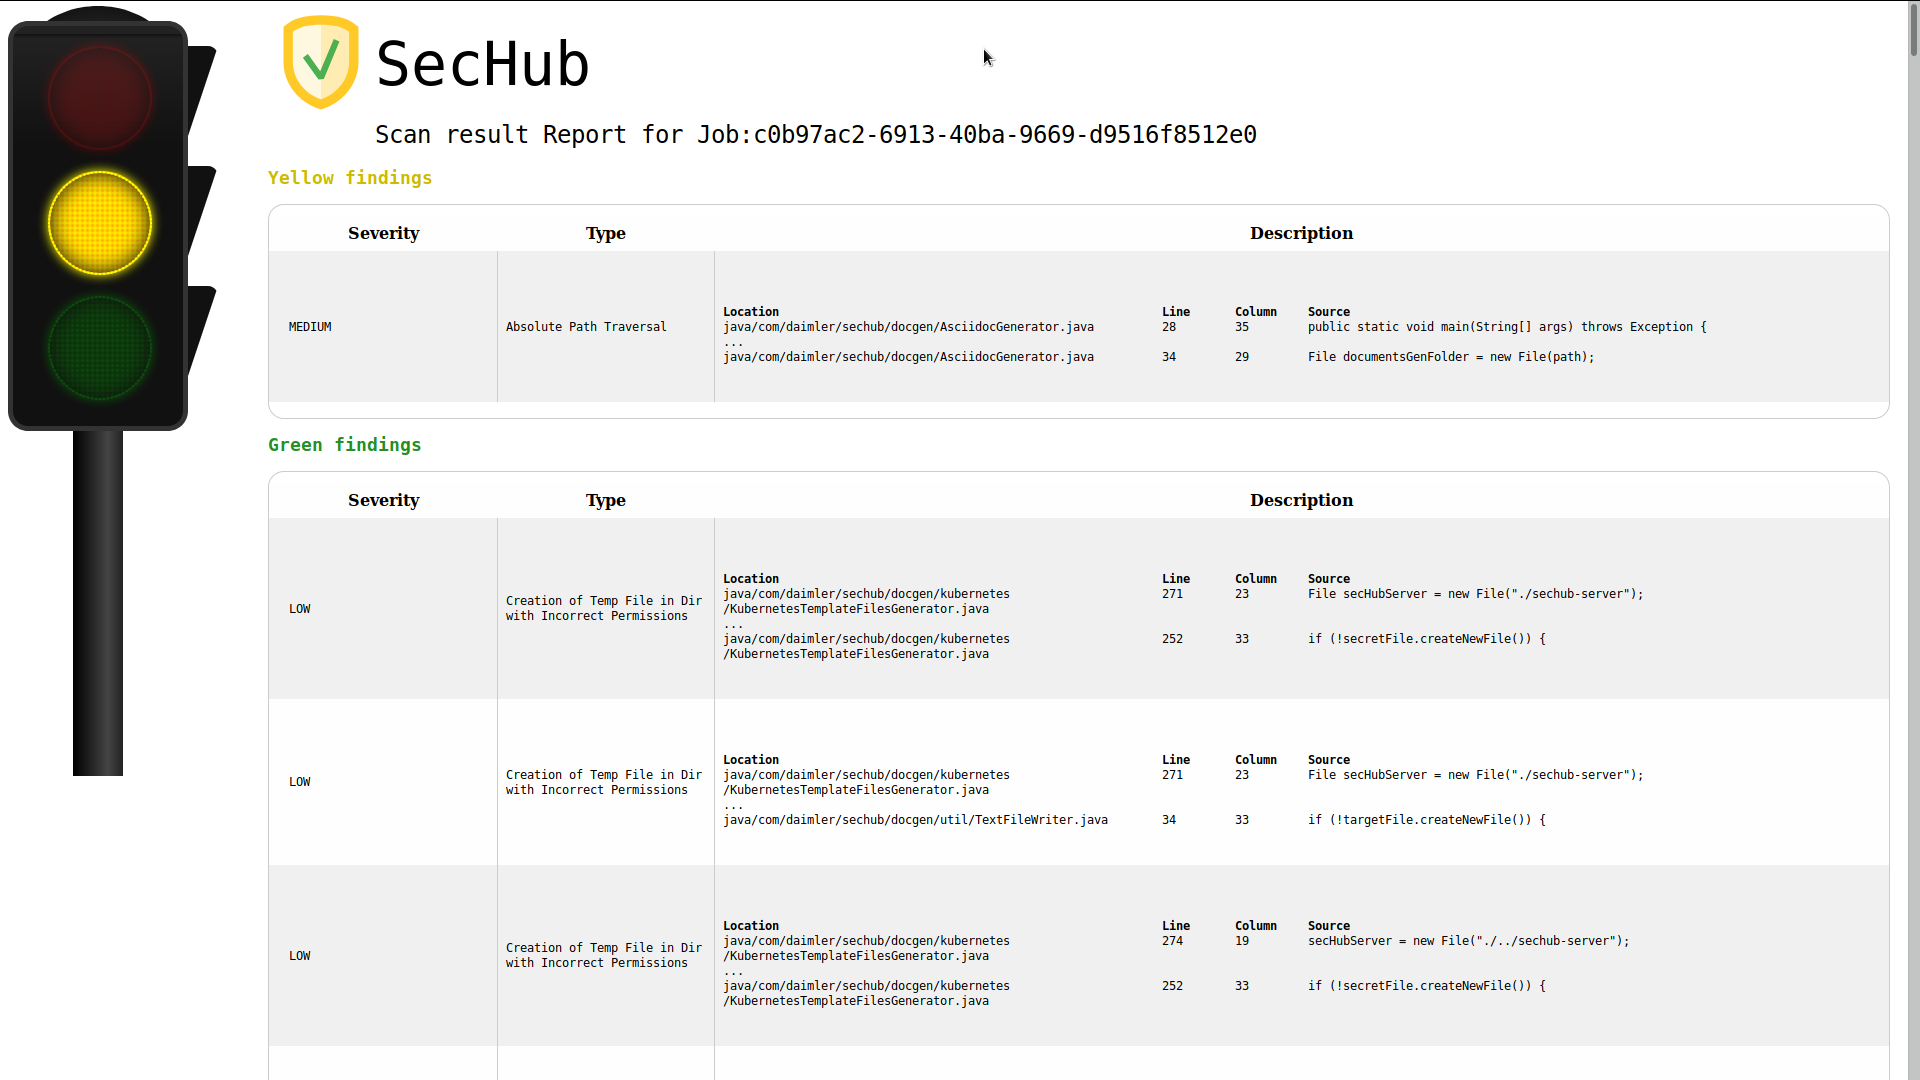 SecHub
Scan result Report for Job:c0b97ac2-6913-40ba-9669-d9516f8512e0
Yellow findings
Severity Type Description
MEDIUM
Absolute Path Traversal
Location Line Column Source
java/com/daimler/sechub/docgen/AsciidocGenerator.java 28 35 public static void main(String[] args) throws Exception {
...
java/com/daimler/sechub/docgen/AsciidocGenerator.java 34 29 File documentsGenFolder = new File(path);
Green findings
Severity Type Description
LOW
Creation of Temp File in Dir
with Incorrect Permissions
Location Line Column Source
java/com/daimler/sechub/docgen/kubernetes 271 23 File secHubServer = new File("./sechub-server");
/KubernetesTemplateFilesGenerator.java
...
java/com/daimler/sechub/docgen/kubernetes 252 33 if (!secretFile.createNewFile()) {
/KubernetesTemplateFilesGenerator.java
LOW
Creation of Temp File in Dir
with Incorrect Permissions
Location Line Column Source
java/com/daimler/sechub/docgen/kubernetes 271 23 File secHubServer = new File("./sechub-server");
/KubernetesTemplateFilesGenerator.java
...
java/com/daimler/sechub/docgen/util/TextFileWriter.java 34 33 if (!targetFile.createNewFile()) {
LOW
Creation of Temp File in Dir
with Incorrect Permissions
Location Line Column Source
java/com/daimler/sechub/docgen/kubernetes 274 19 secHubServer = new File("./../sechub-server");
/KubernetesTemplateFilesGenerator.java
...
java/com/daimler/sechub/docgen/kubernetes 252 33 if (!secretFile.createNewFile()) {
/KubernetesTemplateFilesGenerator.java